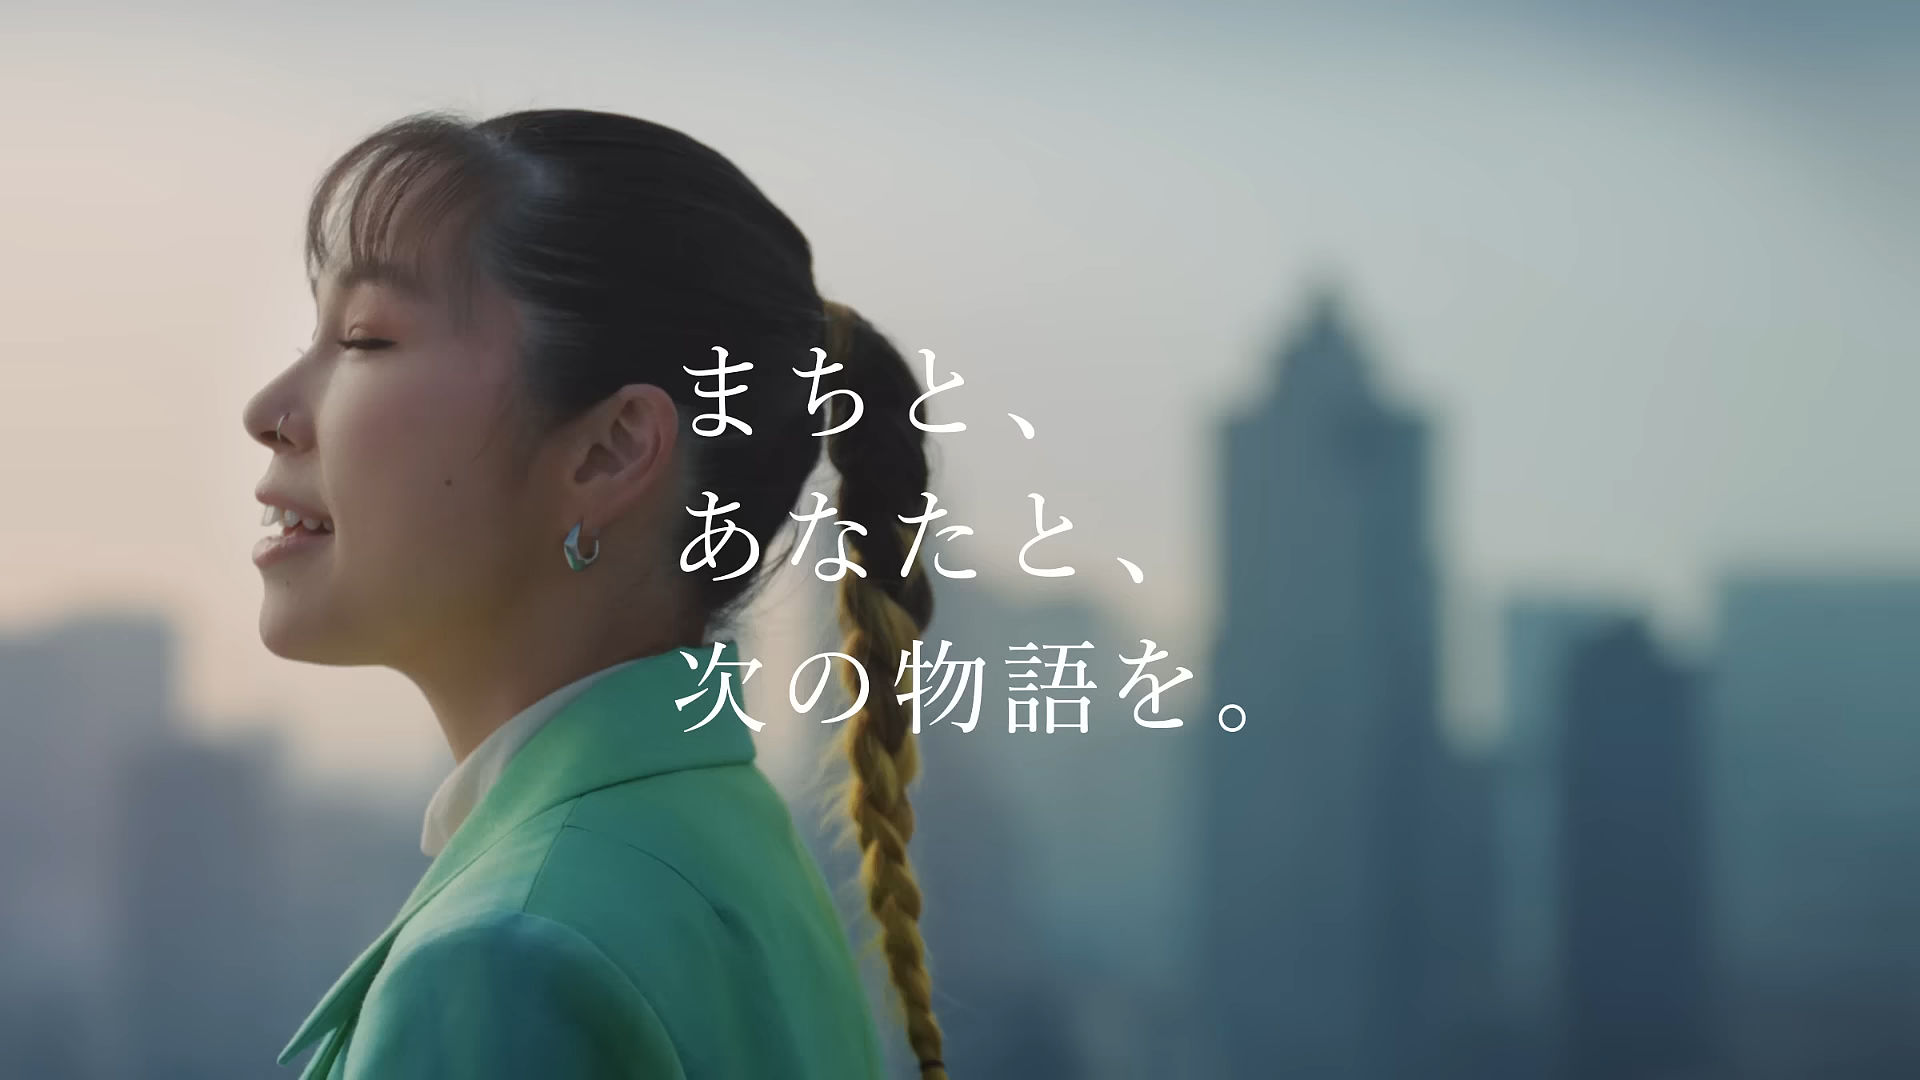 まちと、
あなたと、
次の物語を。